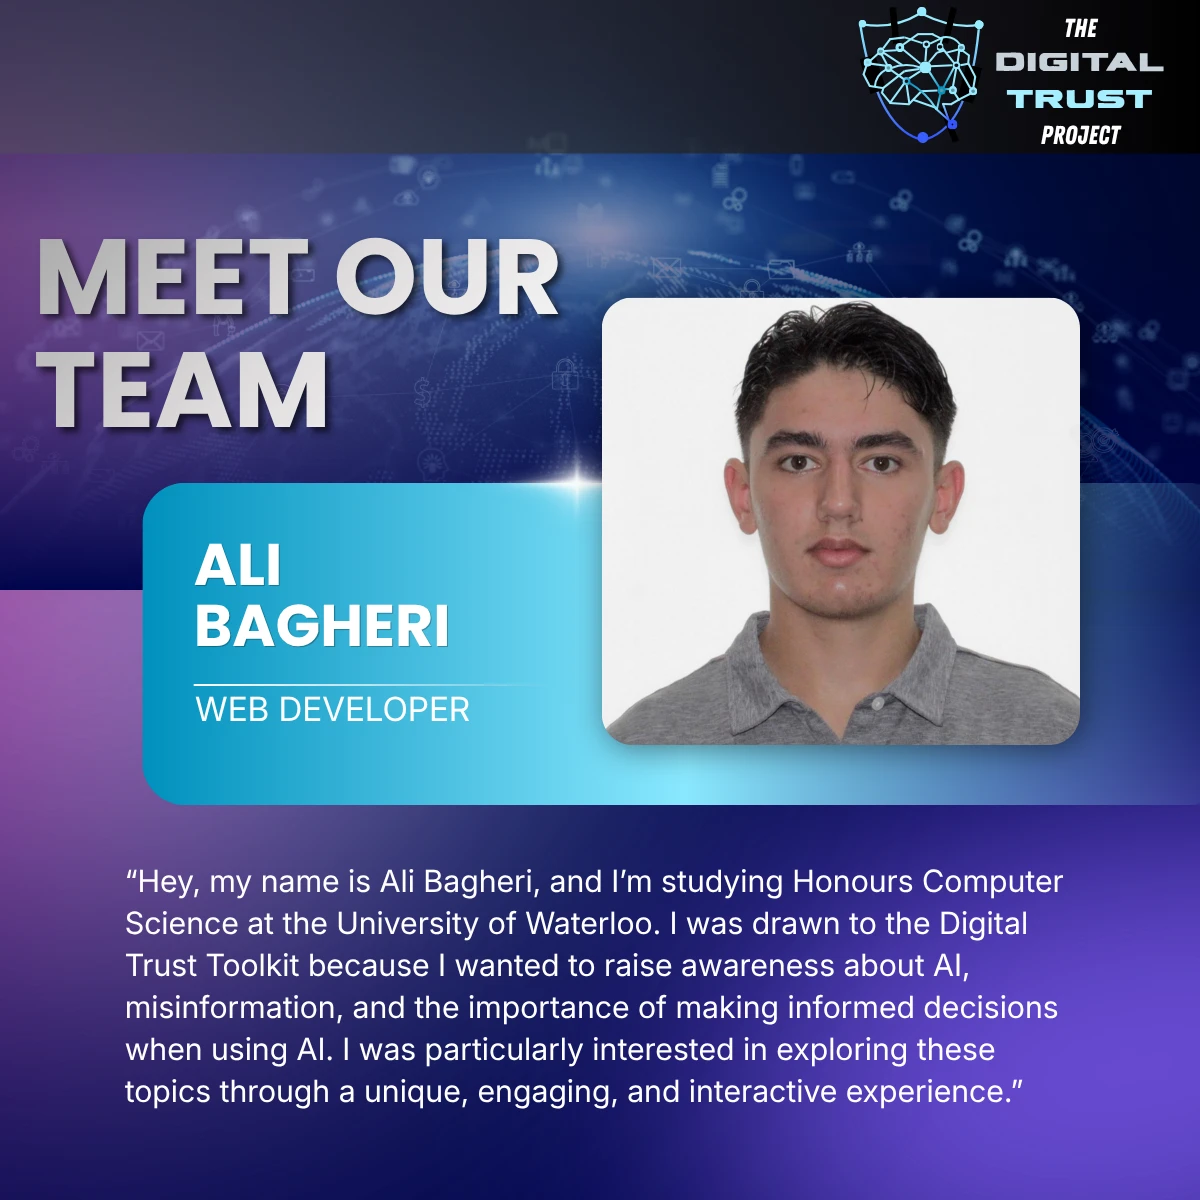 THE
DIGITAL
TRUST
PROJECT
MEET OUR
TEAM
ALI
BAGHERI
WEB DEVELOPER
“Hey, my name is Ali Bagheri, and I’m studying Honours Computer
Science at the University of Waterloo. I was drawn to the Digital
Trust Toolkit because I wanted to raise awareness about AI,
misinformation, and the importance of making informed decisions
when using AI. I was particularly interested in exploring these
topics through a unique, engaging, and interactive experience.”